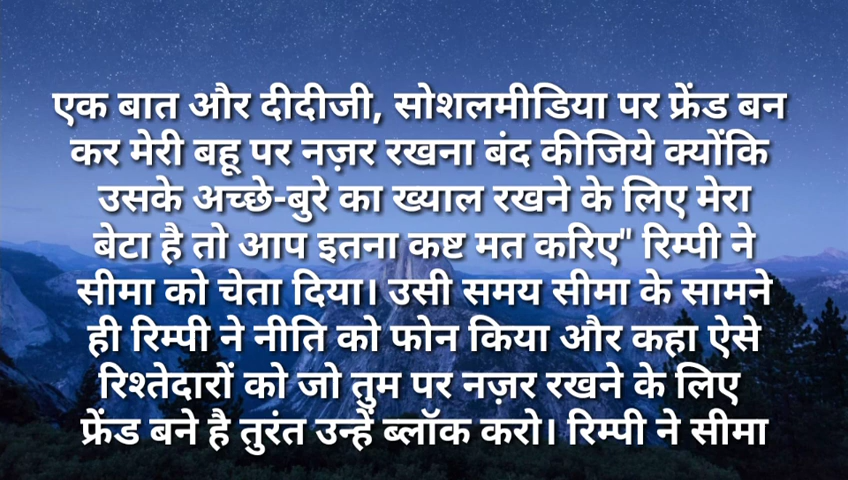 एक बात और दीदीजी, सोशलमीडिया पर फ्रेंड बन
कर मेरी बहू पर नज़र रखना बंद कीजिये क्योंकि
उसके अच्छे-बुरे का ख्याल रखने के लिए मेरा
बेटा है तो आप इतना कष्ट मत करिए" रिम्पी ने
सीमा को चेता दिया। उसी समय सीमा के सामने
ही रिम्पी ने नीति को फोन किया और कहा ऐसे
रिश्तेदारों को जो तुम पर नज़र रखने के लिए
फ्रेंड बने है तुरंत उन्हें ब्लॉक करो। रिम्पी ने सीमा